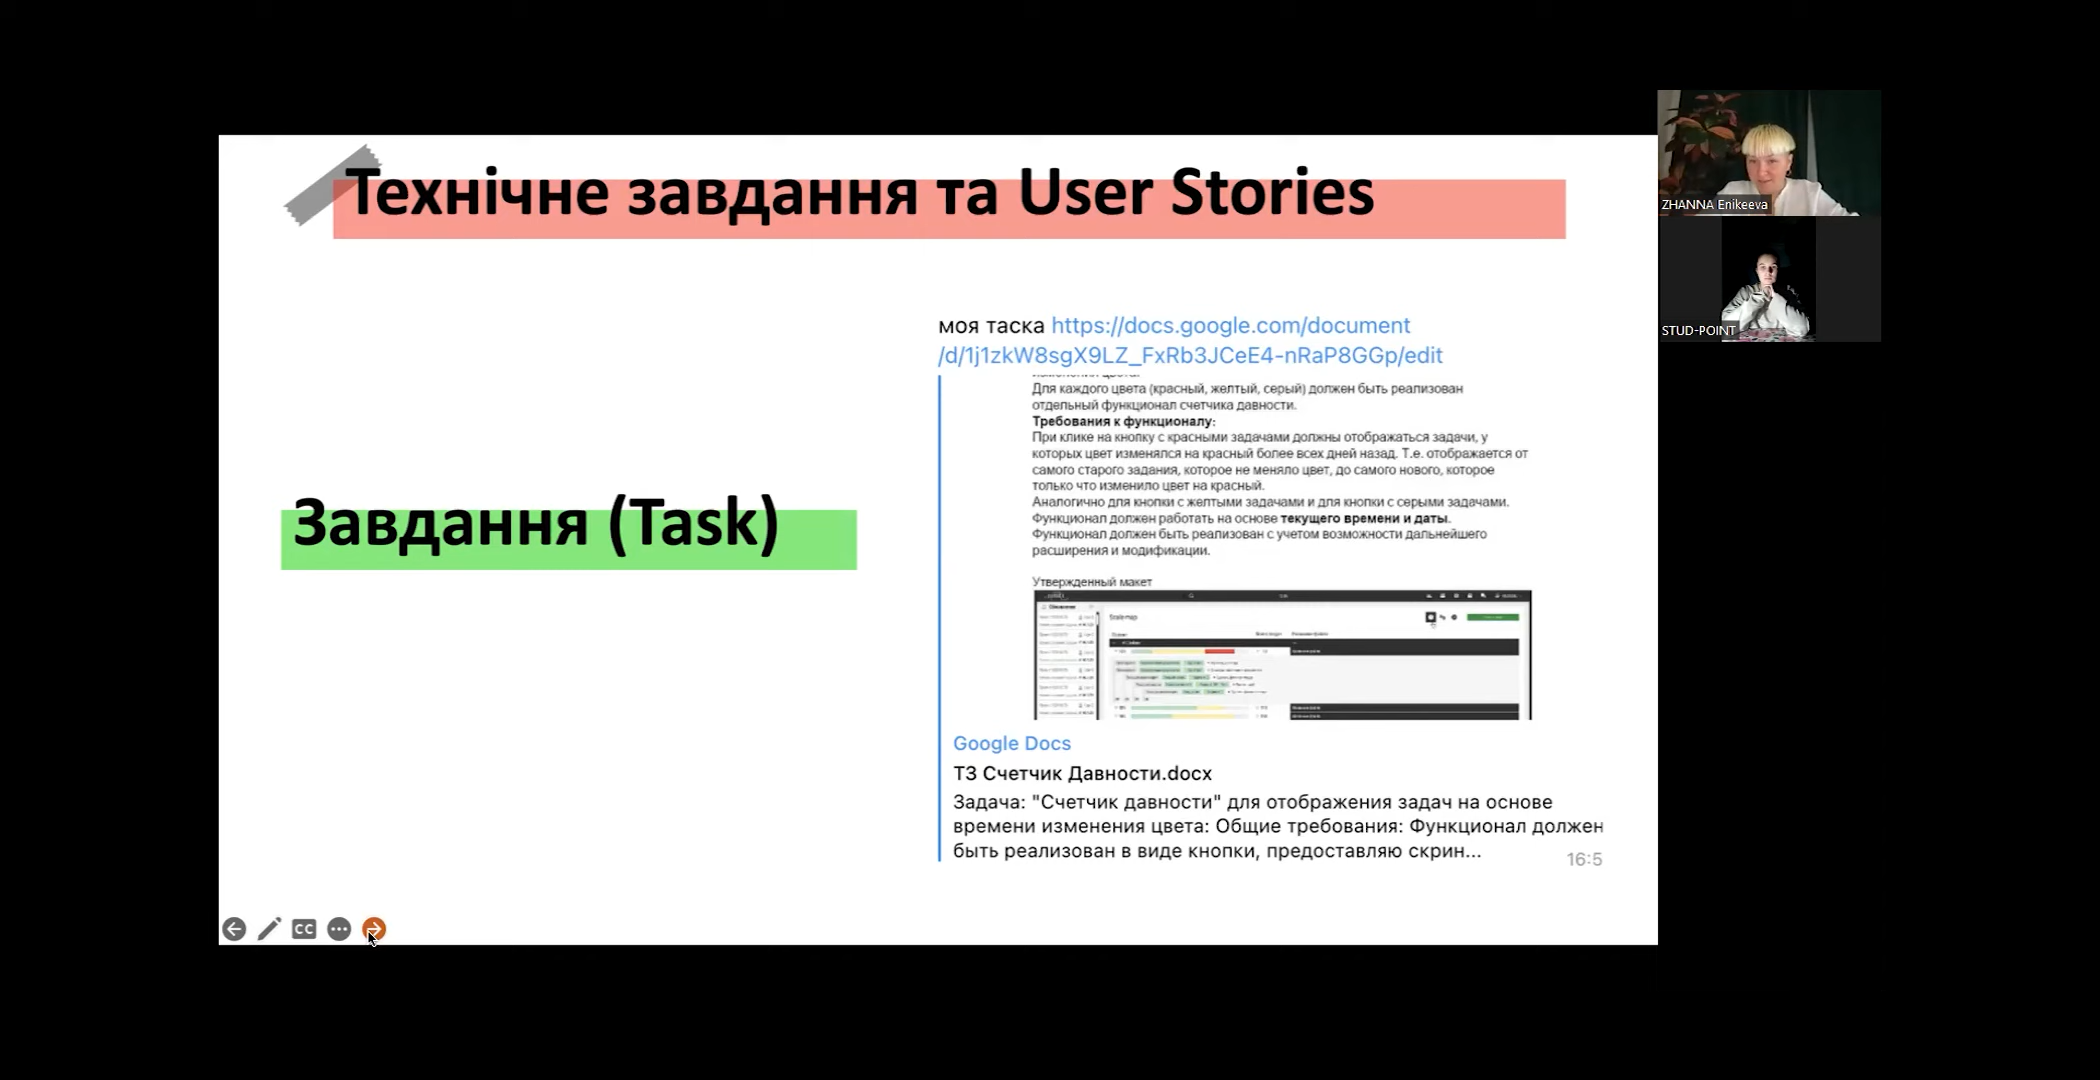 Технічне завдання та User Stories
ZHANNA Enikeeva
STUD-POINT
Завдання (Task)
моя таска https://docs.google.com/document
/d/1j1zkW8sgX9LZ_FxRb3JCeE4-nRaP8GGp/edit
Для каждого цвета (красный, желтый, серый) должен быть реализован
отдельный функционал счетчика давности.
Требования к функционалу:
При клике на кнопку с красными задачами должны отображаться задачи, у
которых цвет изменялся на красный более всех дней назад. Т.е. отображается от
самого старого задания, которое не меняло цвет, до самого нового, которое
только что изменило цвет на красный.
Аналогично для кнопки с желтыми задачами и для кнопки с серыми задачами.
Функционал должен работать на основе текущего времени и даты.
Функционал должен быть реализован с учетом возможности дальнейшего
расширения и модификации.
Утвержденный макет
Google Docs
ТЗ Счетчик Давности.docx
Задача: "Счетчик давности" для отображения задач на основе
времени изменения цвета: Общие требования: Функционал должен
быть реализован в виде кнопки, предоставляю скрин...
16:5
CC